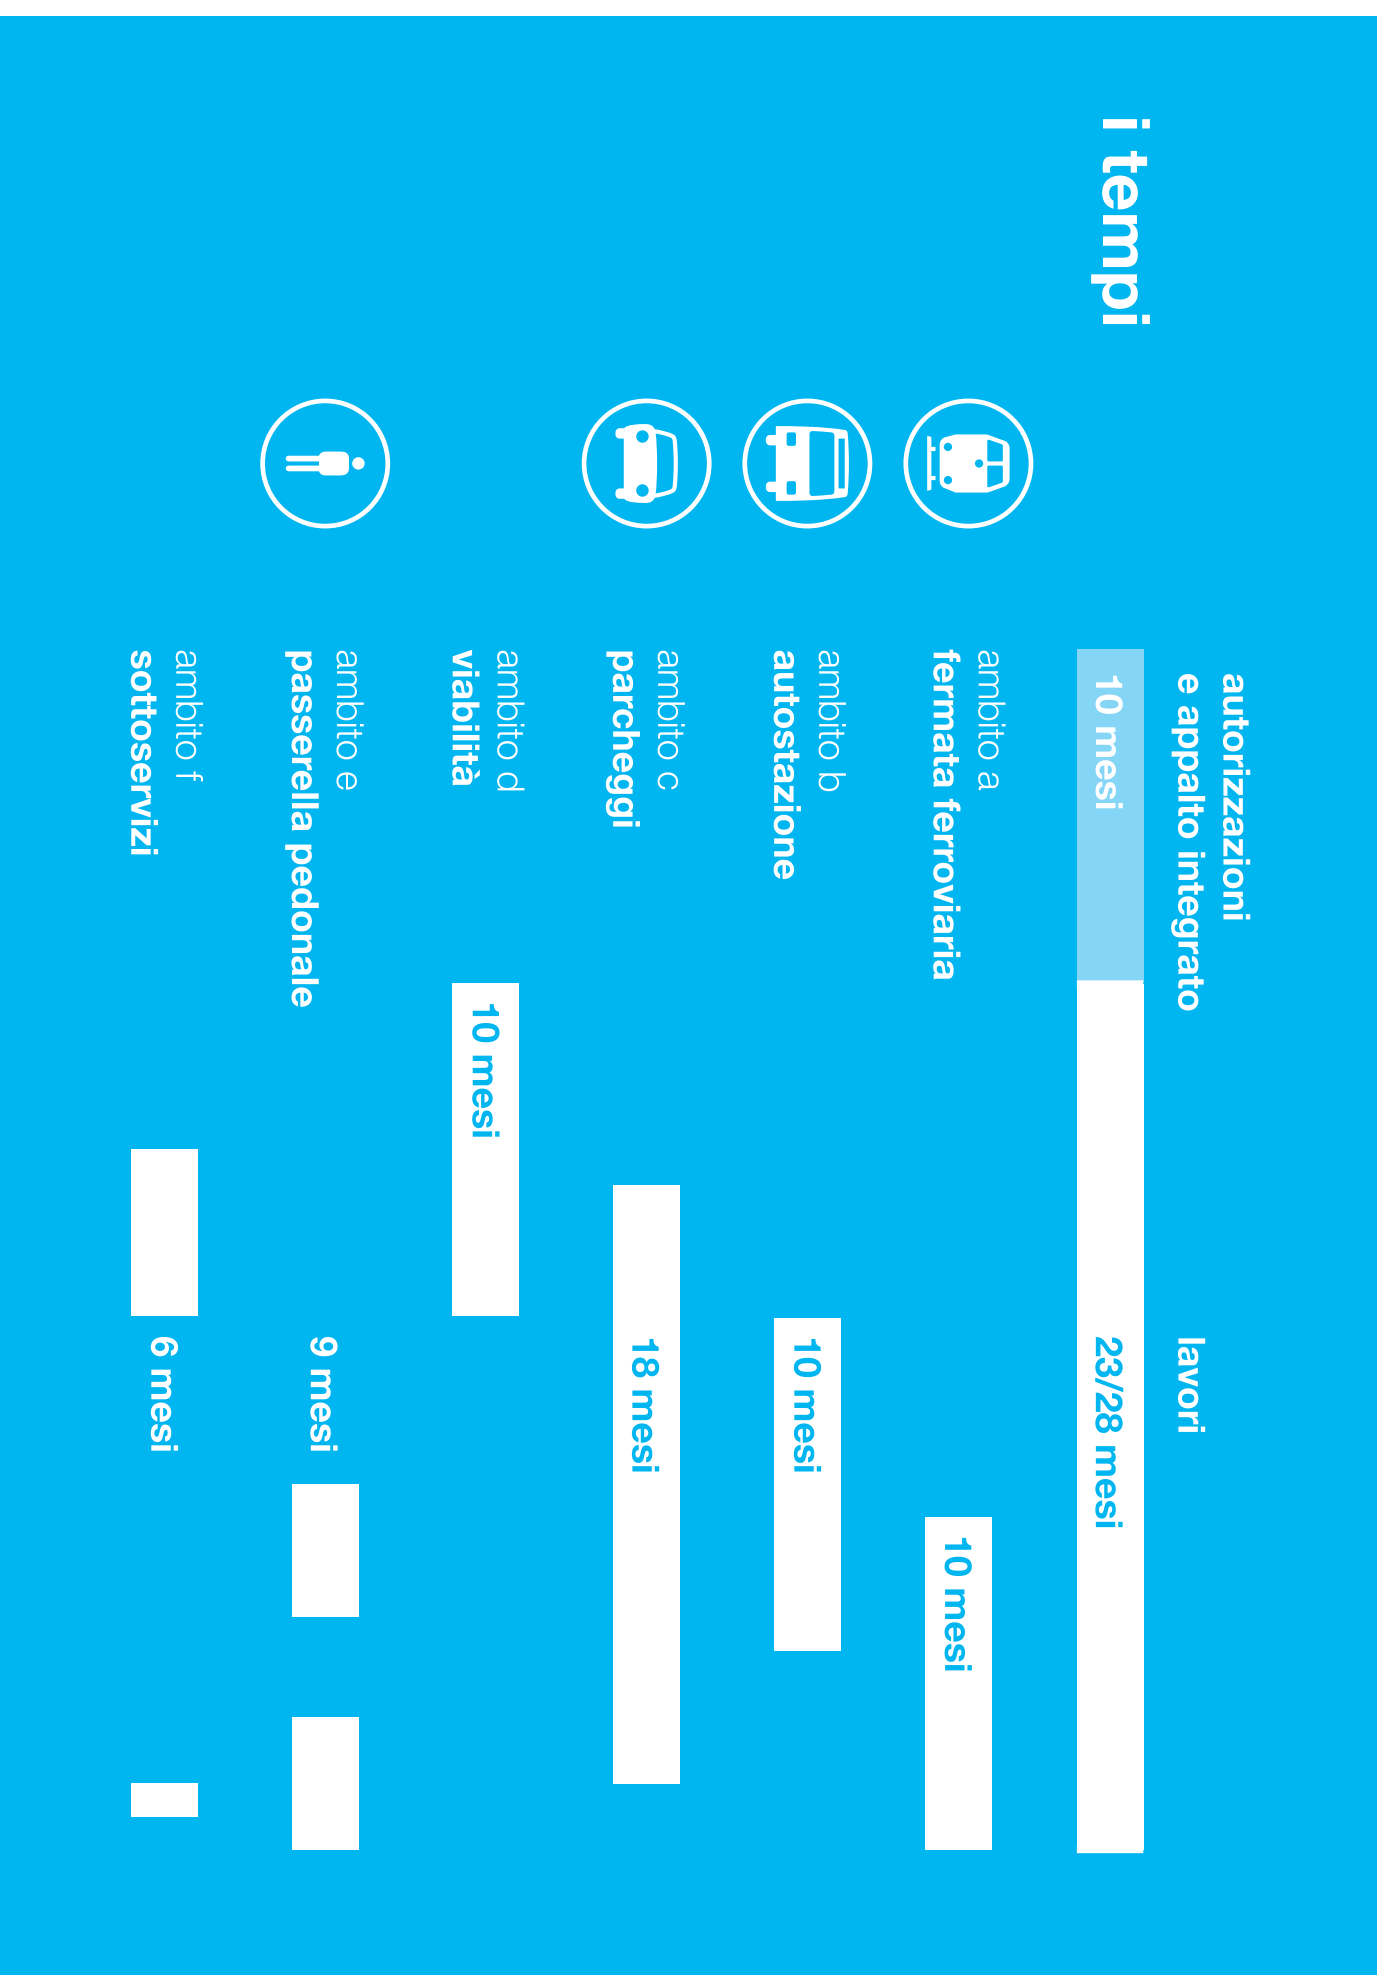 i tempi
autorizzazioni
e appalto integrato
lavori
10 mesi
23/28 mesi
ambito a
fermata ferroviaria
10 mesi
ambito b
autostazione
10 mesi
ambito c
parcheggi
18 mesi
ambito d
viabilità
10 mesi
ambito e
passerella pedonale
9 mesi
ambito f
sottoservizi
6 mesi